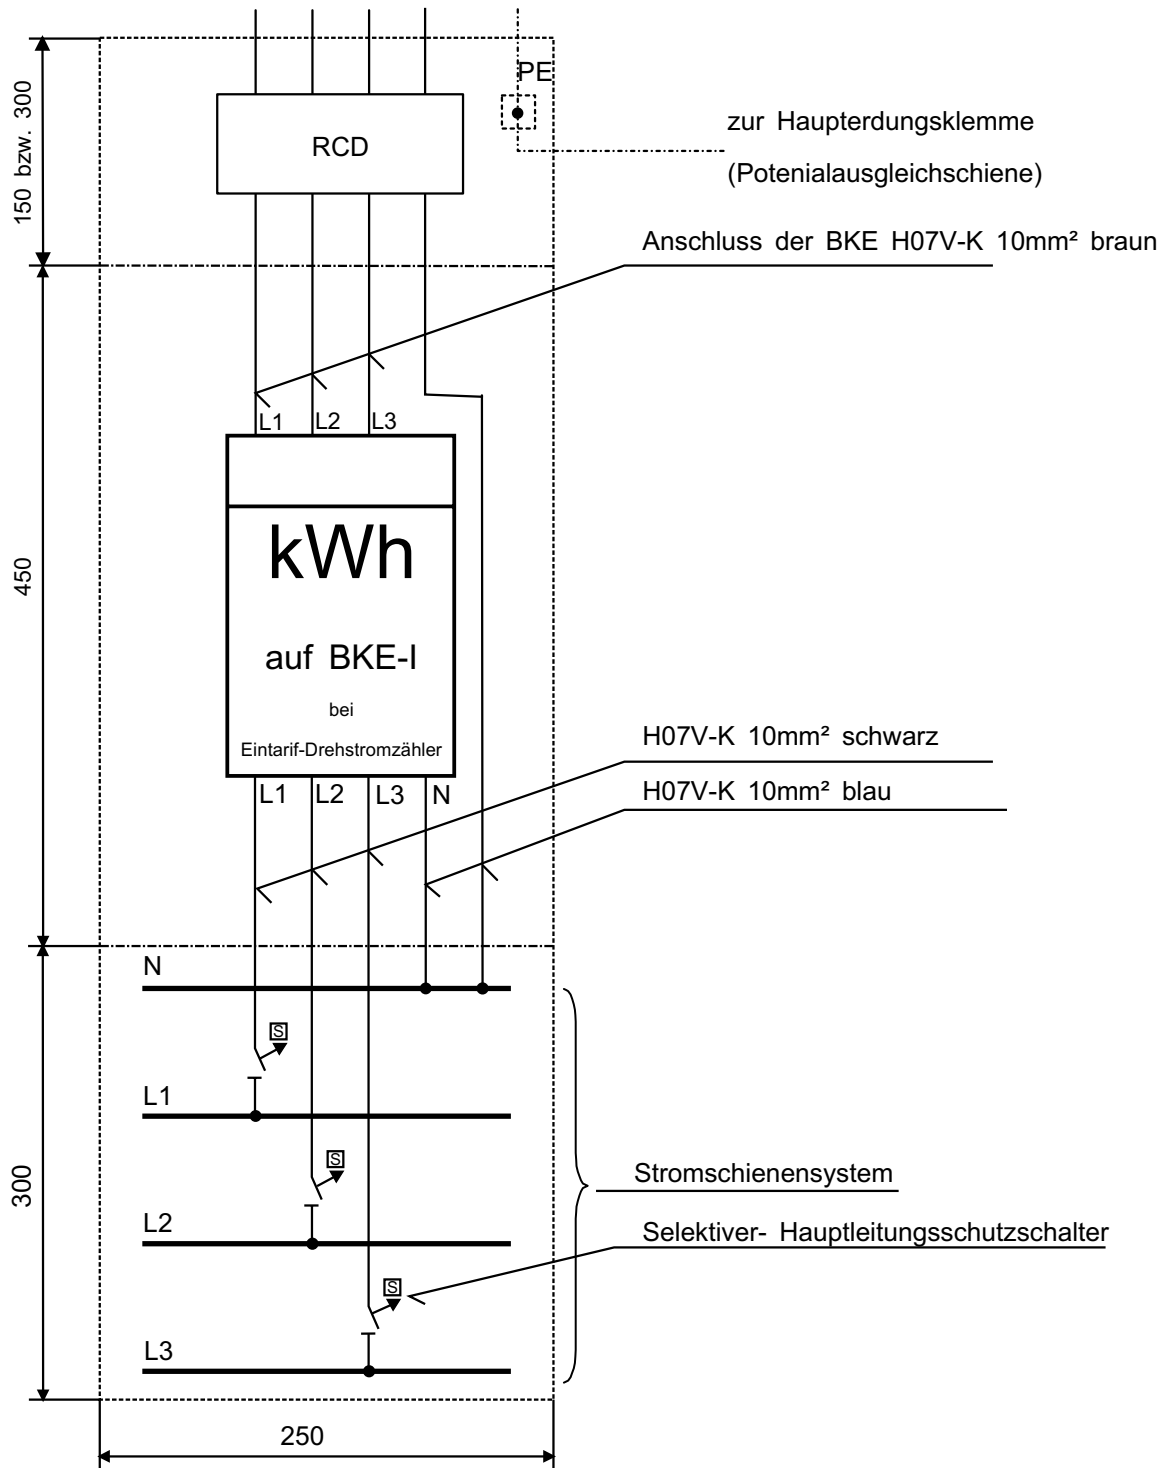 PE
150 bzw. 300
RCD
zur Haupterdungsklemme
(Potenialausgleichschiene)
Anschluss der BKE H07V-K 10mm² braun
L1 L2 L3
450
kWh
auf BKE-I
bei
Eintarif-Drehstromzähler
H07V-K 10mm² schwarz
L1 L2 L3 N
H07V-K 10mm² blau
N
S
L1
S
300
Stromschienensystem
L2
Selektiver- Hauptleitungsschutzschalter
S
L3
250